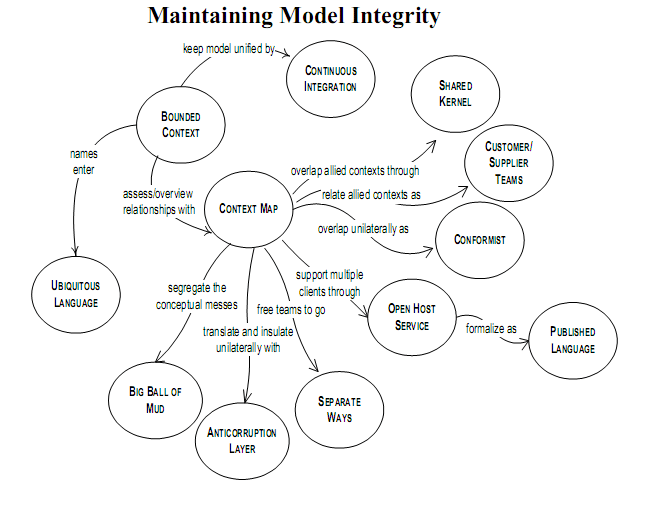 Maintaining Model Integrity
keep model unified by
CONTINUOUS
INTEGRATION
SHARED
KERNEL
BOUNDED
CONTEXT
names
enter
CUSTOMER/
SUPPLIER
TEAMS
overlap allied contexts through
assess/overview
relationships with
relate allied contexts as
CONTEXT MAP
overlap unilaterally as
CONFORMIST
UBIQUITOUS
LANGUAGE
segregate the
conceptual messes
support multiple
clients through
free teams to go
OPEN HOST
SERVICE
formalize as
PUBLISHED
LANGUAGE
translate and insulate
unilaterally with
BIG BALL OF
MUD
SEPARATE
WAYS
ANTICORRUPTION
LAYER